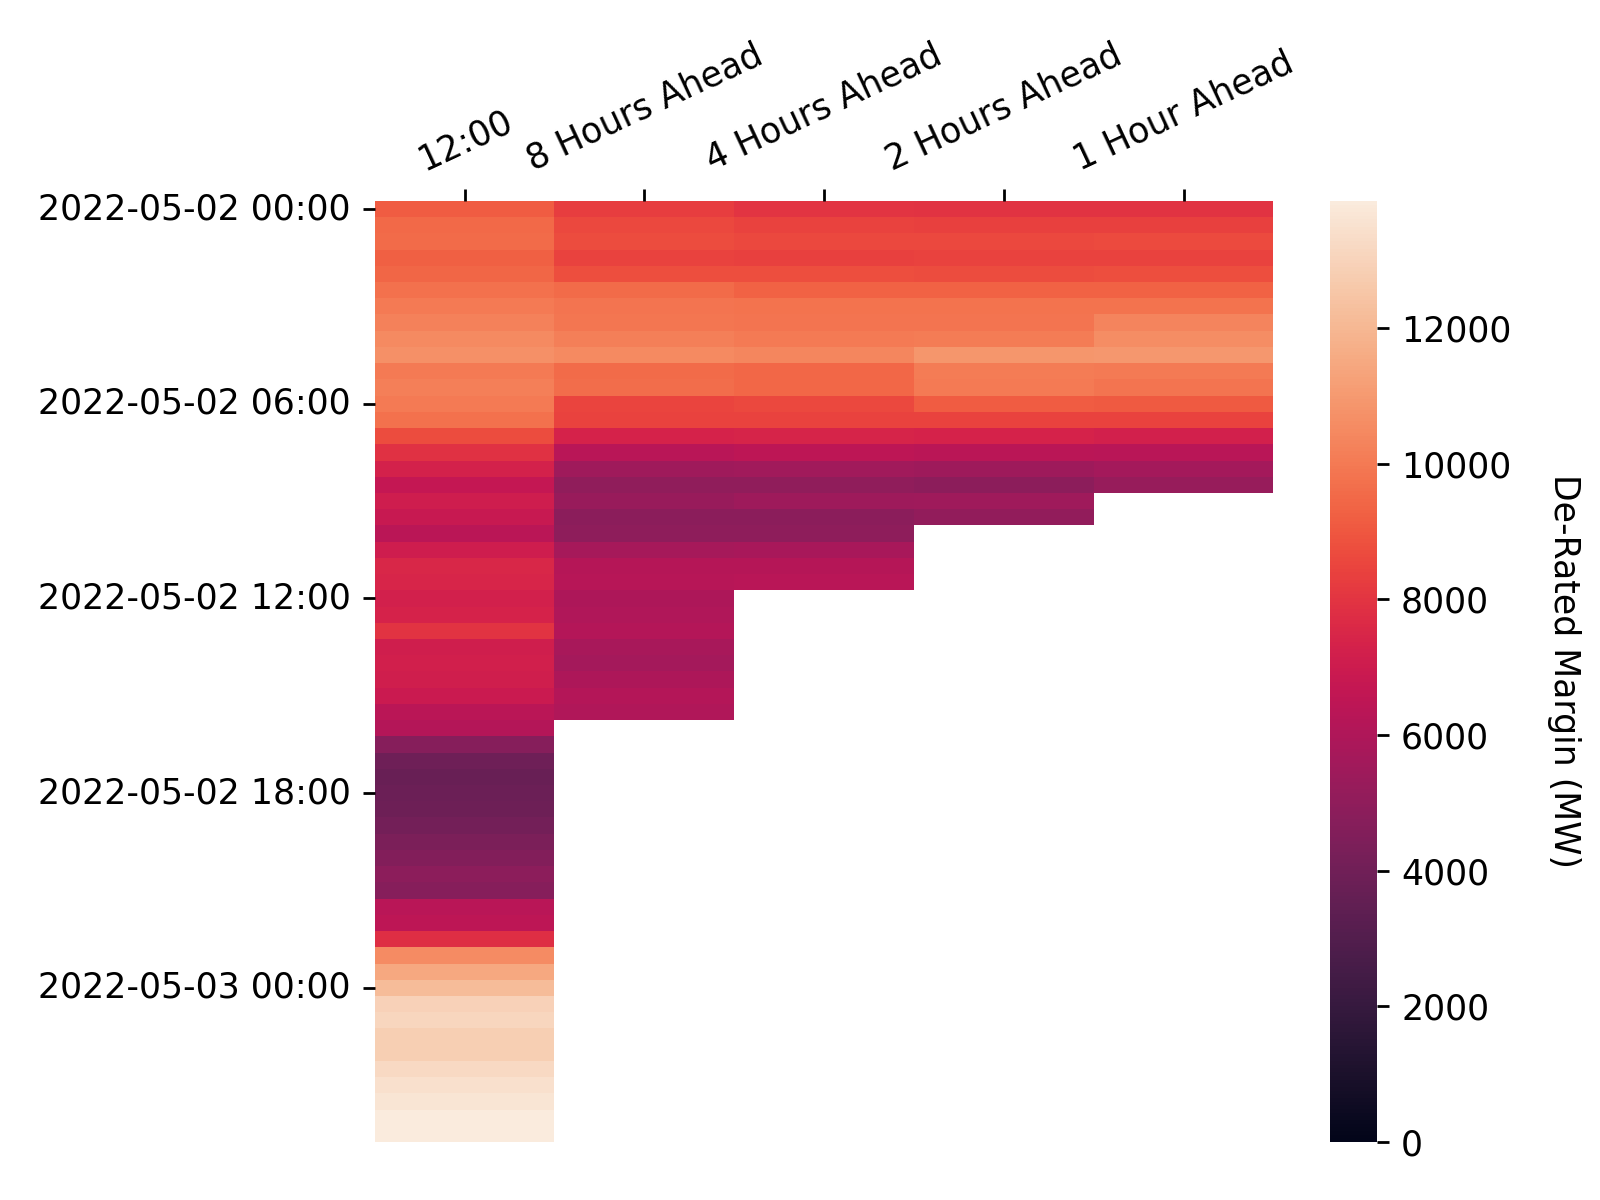 12:00
8 Hours Ahead
4 Hours Ahead
2 Hours Ahead
1 Hour Ahead
2022-05-02 00:00
2022-05-02 06:00
2022-05-02 12:00
2022-05-02 18:00
2022-05-03 00:00
12000
10000
8000
6000
4000
2000
0
De-Rated Margin (MW)